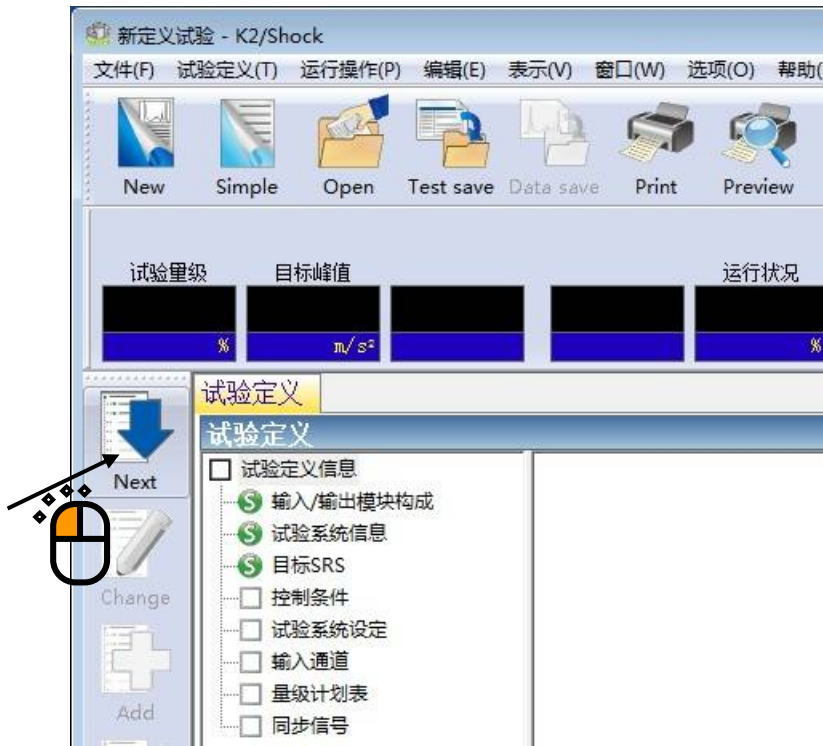 新定义试验 - K2/Shock
文件(F) 试验定义(T) 运行操作(P) 编辑(E) 表示(V) 窗口(W) 选项(O) 帮助(
New Simple Open Test save Data save Print Preview
试验量级 目标峰值 运行状况
% m/s² %
试验定义
试验定义
Next
Change
Add
试验定义信息
S 输入/输出模块构成
S 试验系统信息
S 目标SRS
控制条件
试验系统设定
输入通道
量级计划表
同步信号